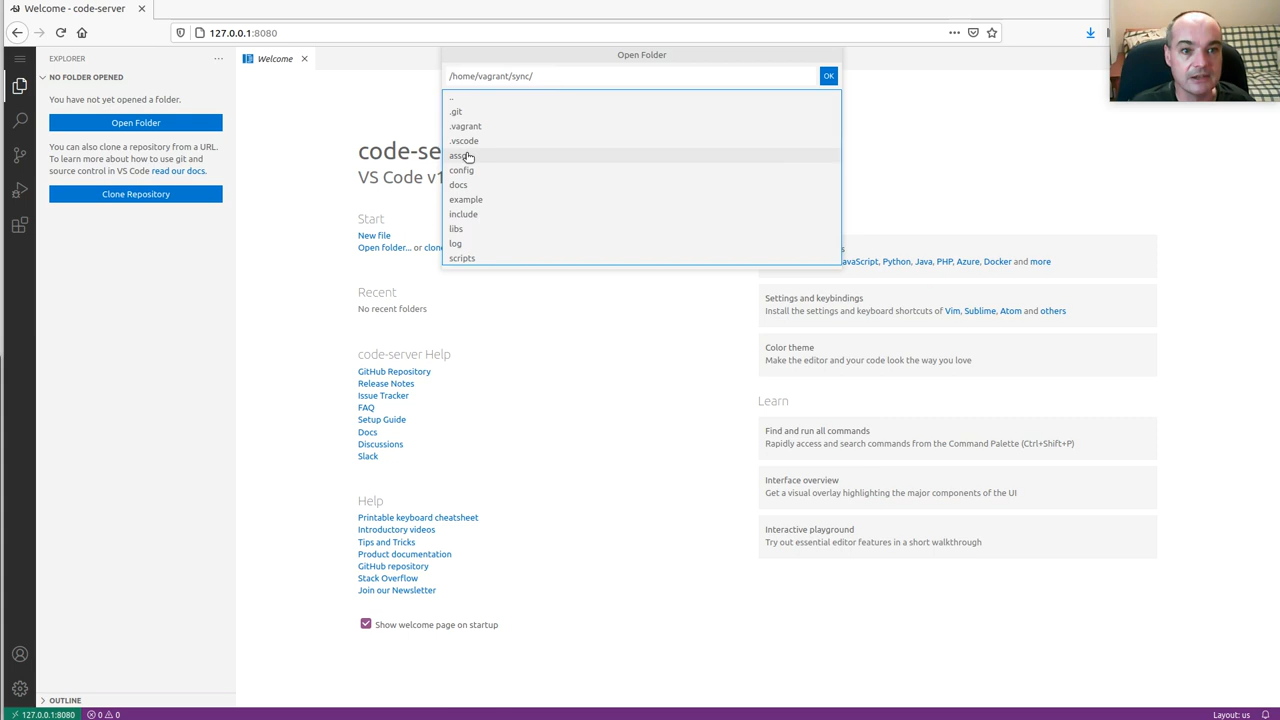 Welcome - code-server
127.0.0.1:8080
EXPLORER
NO FOLDER OPENED
You have not yet opened a folder.
Open Folder
You can also clone a repository from a URL.
To learn more about how to use git and
source control in VS Code read our docs.
Clone Repository
OUTLINE
Welcome
Open Folder
/home/vagrant/sync/
OK
..
.git
.vagrant
.vscode
config
docs
example
include
libs
log
scripts
code-se
VS Code v1
Start
New file
Open folder... or clon
Recent
No recent folders
code-server Help
GitHub Repository
Release Notes
Issue Tracker
FAQ
Setup Guide
Docs
Discussions
Slack
Help
Printable keyboard cheatsheet
Introductory videos
Tips and Tricks
Product documentation
GitHub repository
Stack Overflow
Join our Newsletter
Show welcome page on startup
avaScript, Python, Java, PHP, Azure, Docker and more
Settings and keybindings
Install the settings and keyboard shortcuts of Vim, Sublime, Atom and others
Color theme
Make the editor and your code look the way you love
Learn
Find and run all commands
Rapidly access and search commands from the Command Palette (Ctrl+Shift+P)
Interface overview
Get a visual overlay highlighting the major components of the UI
Interactive playground
Try out essential editor features in a short walkthrough
127.0.0.1:8080
0
0
Layout: us